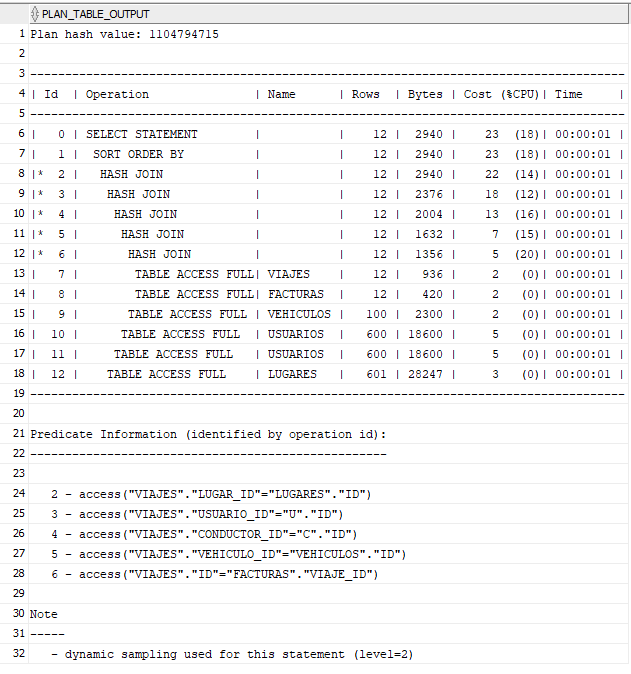 PLAN_TABLE_OUTPUT
1 Plan hash value: 1104794715
2
3 -------------------------------------------------------------------------------------
4 | Id  | Operation               | Name      | Rows  | Bytes | Cost (%CPU)| Time     |
5 -------------------------------------------------------------------------------------
6 |   0 | SELECT STATEMENT        |           |    12 |  2940 |    23  (18)| 00:00:01 |
7 |   1 |  SORT ORDER BY          |           |    12 |  2940 |    23  (18)| 00:00:01 |
8 |*  2 |   HASH JOIN             |           |    12 |  2940 |    22  (14)| 00:00:01 |
9 |*  3 |    HASH JOIN            |           |    12 |  2376 |    18  (12)| 00:00:01 |
10 |*  4 |     HASH JOIN           |           |    12 |  2004 |    13  (16)| 00:00:01 |
11 |*  5 |      HASH JOIN          |           |    12 |  1632 |     7  (15)| 00:00:01 |
12 |*  6 |       HASH JOIN         |           |    12 |  1356 |     5  (20)| 00:00:01 |
13 |   7 |        TABLE ACCESS FULL| VIAJES    |    12 |   936 |     2   (0)| 00:00:01 |
14 |   8 |        TABLE ACCESS FULL| FACTURAS  |    12 |   420 |     2   (0)| 00:00:01 |
15 |   9 |       TABLE ACCESS FULL | VEHICULOS |   100 |  2300 |     2   (0)| 00:00:01 |
16 |  10 |      TABLE ACCESS FULL  | USUARIOS  |   600 | 18600 |     5   (0)| 00:00:01 |
17 |  11 |     TABLE ACCESS FULL   | USUARIOS  |   600 | 18600 |     5   (0)| 00:00:01 |
18 |  12 |    TABLE ACCESS FULL    | LUGARES   |   601 | 28247 |     3   (0)| 00:00:01 |
19 -------------------------------------------------------------------------------------
20
21 Predicate Information (identified by operation id):
22 ---------------------------------------------------
23
24    2 - access("VIAJES"."LUGAR_ID"="LUGARES"."ID")
25    3 - access("VIAJES"."USUARIO_ID"="U"."ID")
26    4 - access("VIAJES"."CONDUCTOR_ID"="C"."ID")
27    5 - access("VIAJES"."VEHICULO_ID"="VEHICULOS"."ID")
28    6 - access("VIAJES"."ID"="FACTURAS"."VIAJE_ID")
29
30 Note
31 -----
32    - dynamic sampling used for this statement (level=2)